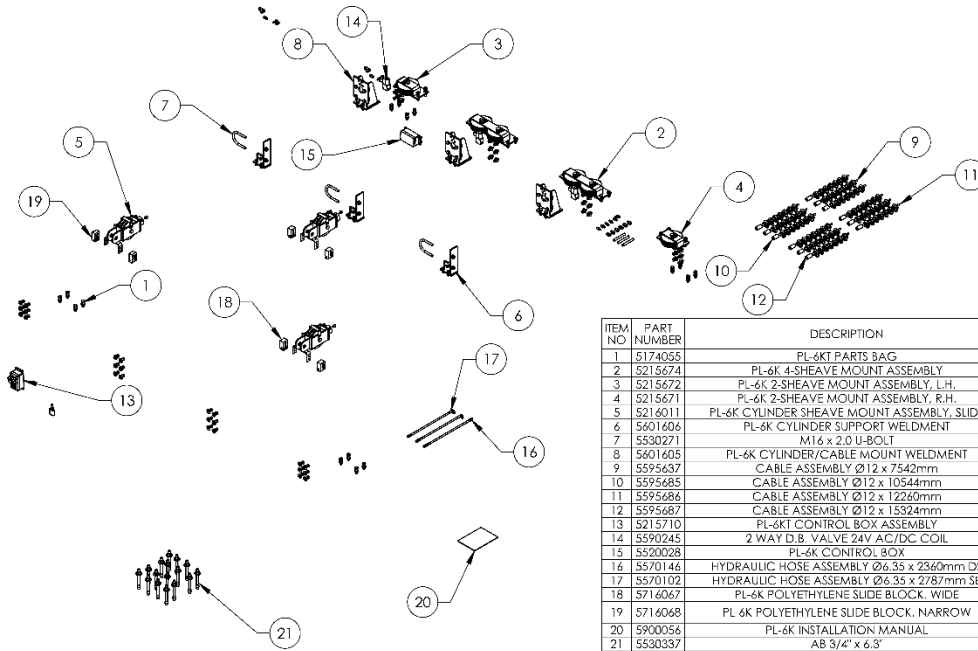 14
8
3
7
15
5
2
9
11
19
4
1
10
12
6
18
17
13
16
20
21
ITEM NO PART NUMBER DESCRIPTION
1 5174055 PL-6KT PARTS BAG
2 5215674 PL-6K 4-SHEAVE MOUNT ASSEMBLY
3 5215672 PL-6K 2-SHEAVE MOUNT ASSEMBLY, L.H.
4 5215671 PL-6K 2-SHEAVE MOUNT ASSEMBLY, R.H.
5 5216011 PL-6K CYLINDER SHEAVE MOUNT ASSEMBLY, SLID
6 5601606 PL-6K CYLINDER SUPPORT WELDMENT
7 5530271 M16 x 2.0 U-BOLT
8 5601605 PL-6K CYLINDER/CABLE MOUNT WELDMENT
9 5595637 CABLE ASSEMBLY Ø12 x 7542mm
10 5595685 CABLE ASSEMBLY Ø12 x 10544mm
11 5595686 CABLE ASSEMBLY Ø12 x 12260mm
12 5595687 CABLE ASSEMBLY Ø12 x 15324mm
13 5215710 PL-6KT CONTROL BOX ASSEMBLY
14 5590245 2 WAY D.B. VALVE 24V AC/DC COIL
15 5520028 PL-6K CONTROL BOX
16 5570146 HYDRAULIC HOSE ASSEMBLY Ø6.35 x 2360mm
17 5570102 HYDRAULIC HOSE ASSEMBLY Ø6.35 x 2787mm
18 5716067 PL-6K POLYETHYLENE SLIDE BLOCK, WIDE
19 5716068 PL-6K POLYETHYLENE SLIDE BLOCK, NARROW
20 5900056 PL-6K INSTALLATION MANUAL
21 5530337 AB 3/4" x 6.3"